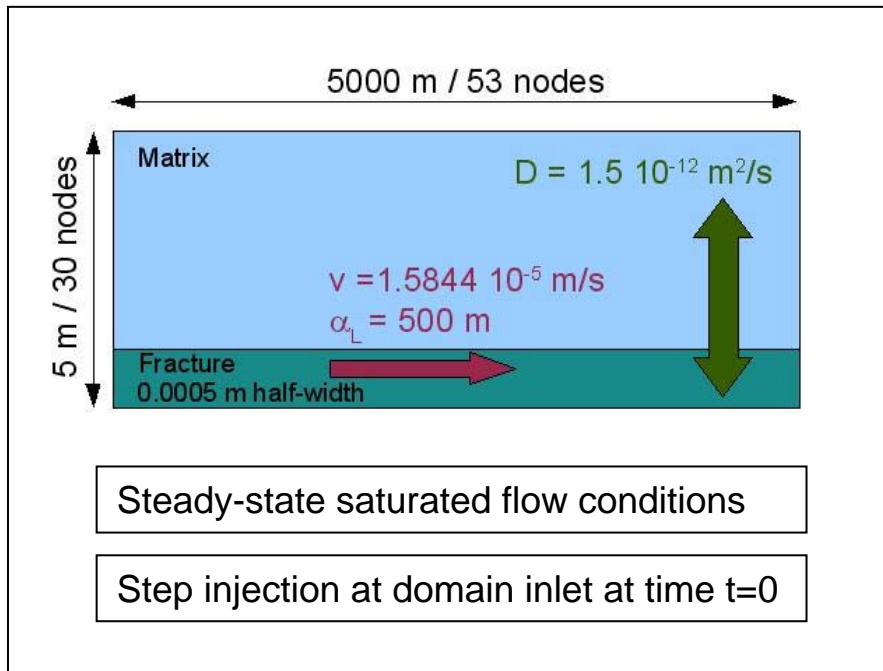 5000 m / 53 nodes
5 m / 30 nodes
Matrix
D = 1.5 10⁻¹² m²/s
v =1.5844 10⁻⁵ m/s
α_L = 500 m
Fracture
0.0005 m half-width
Steady-state saturated flow conditions
Step injection at domain inlet at time t=0